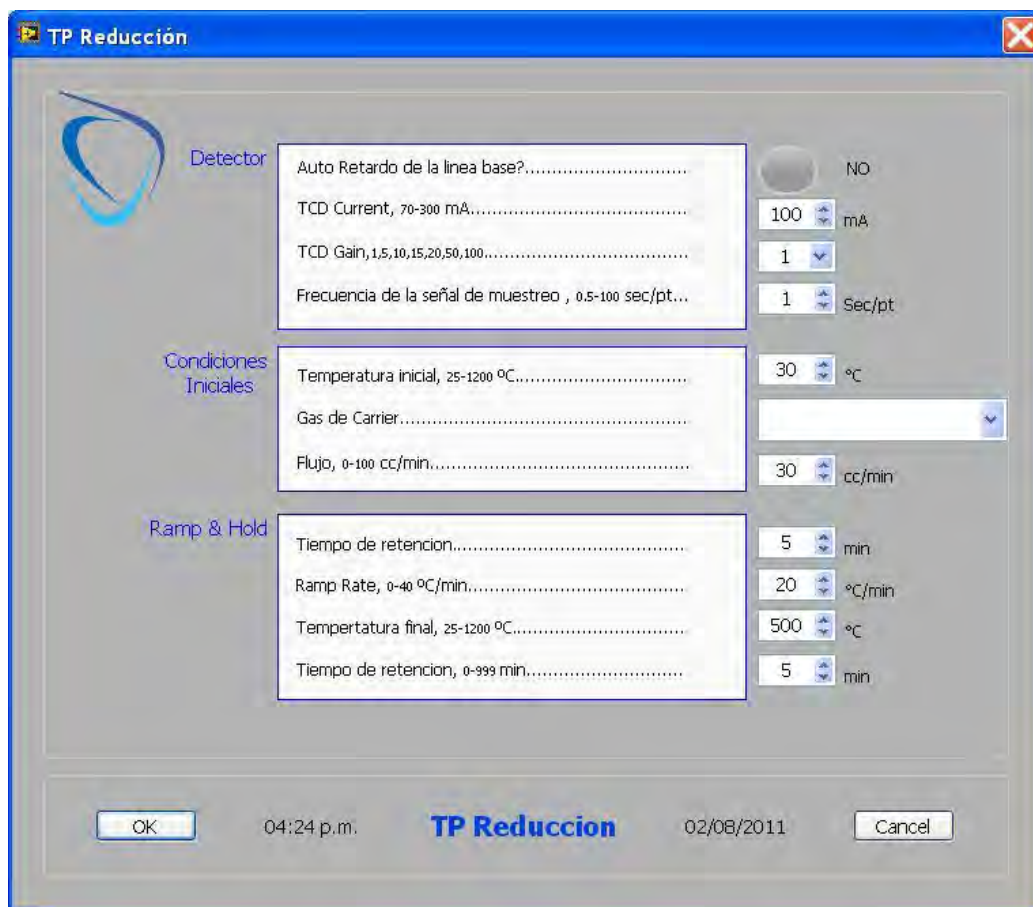 TP Reducción
Detector
Auto Retardo de la linea base?................................ NO
TCD Current, 70-300 mA........................................... 100 mA
TCD Gain,1,5,10,15,20,50,100......................................... 1
Frecuencia de la señal de muestreo , 0.5-100 sec/pt... 1 Sec/pt
Condiciones
Iniciales
Temperatura inicial, 25-1200 ºC.................................. 30 ºC
Gas de Carrier.........................................................
Flujo, 0-100 cc/min................................................... 30 cc/min
Ramp & Hold
Tiempo de retencion.............................................. 5 min
Ramp Rate, 0-40 ºC/min.......................................... 20 ºC/min
Tempertatura final, 25-1200 ºC.................................. 500 ºC
Tiempo de retencion, 0-999 min............................... 5 min
OK 04:24 p.m. TP Reduccion 02/08/2011 Cancel